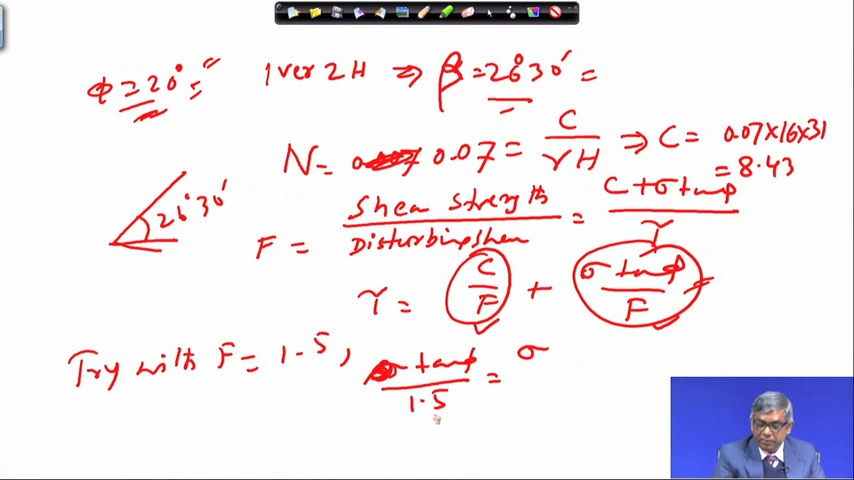 φ = 20° = 1 ver 2 H ⇒ β = 26°30' =
N = 0.07 = C / γH ⇒ C = 0.07×16×31
= 8.43
26°30'
F = Shear Strength / Disturbing shear = C + σ tanφ / τ
τ = C / F + σ tanφ / F
Try with F = 1.5, σ tanφ / 1.5 = σ